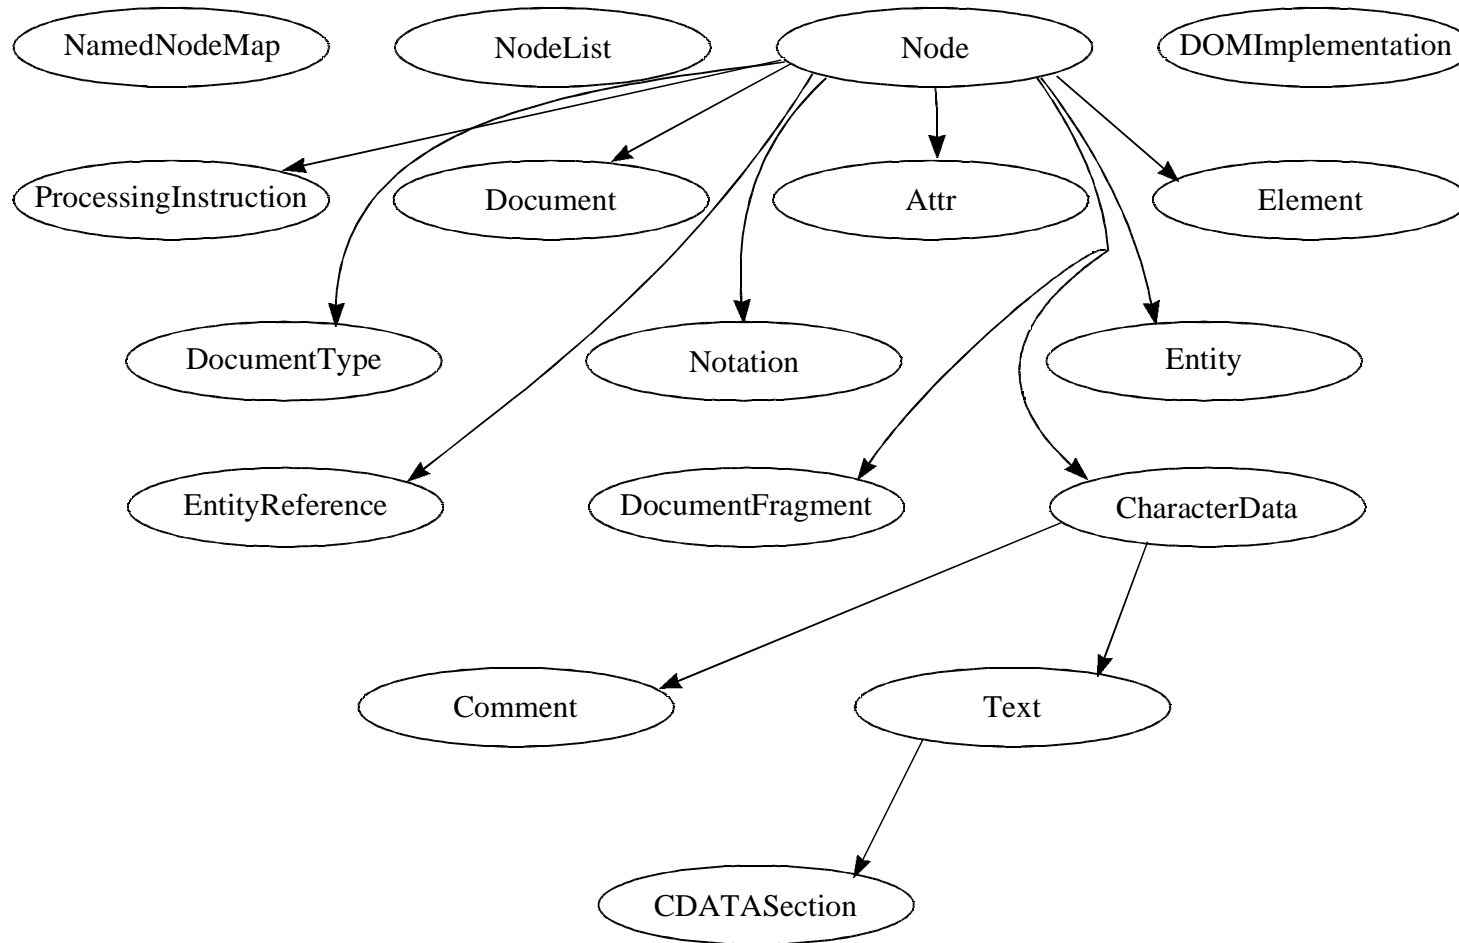 NamedNodeMap
NodeList
Node
DOMImplementation
ProcessingInstruction
Document
Attr
Element
DocumentType
Notation
Entity
EntityReference
DocumentFragment
CharacterData
Comment
Text
CDATASection